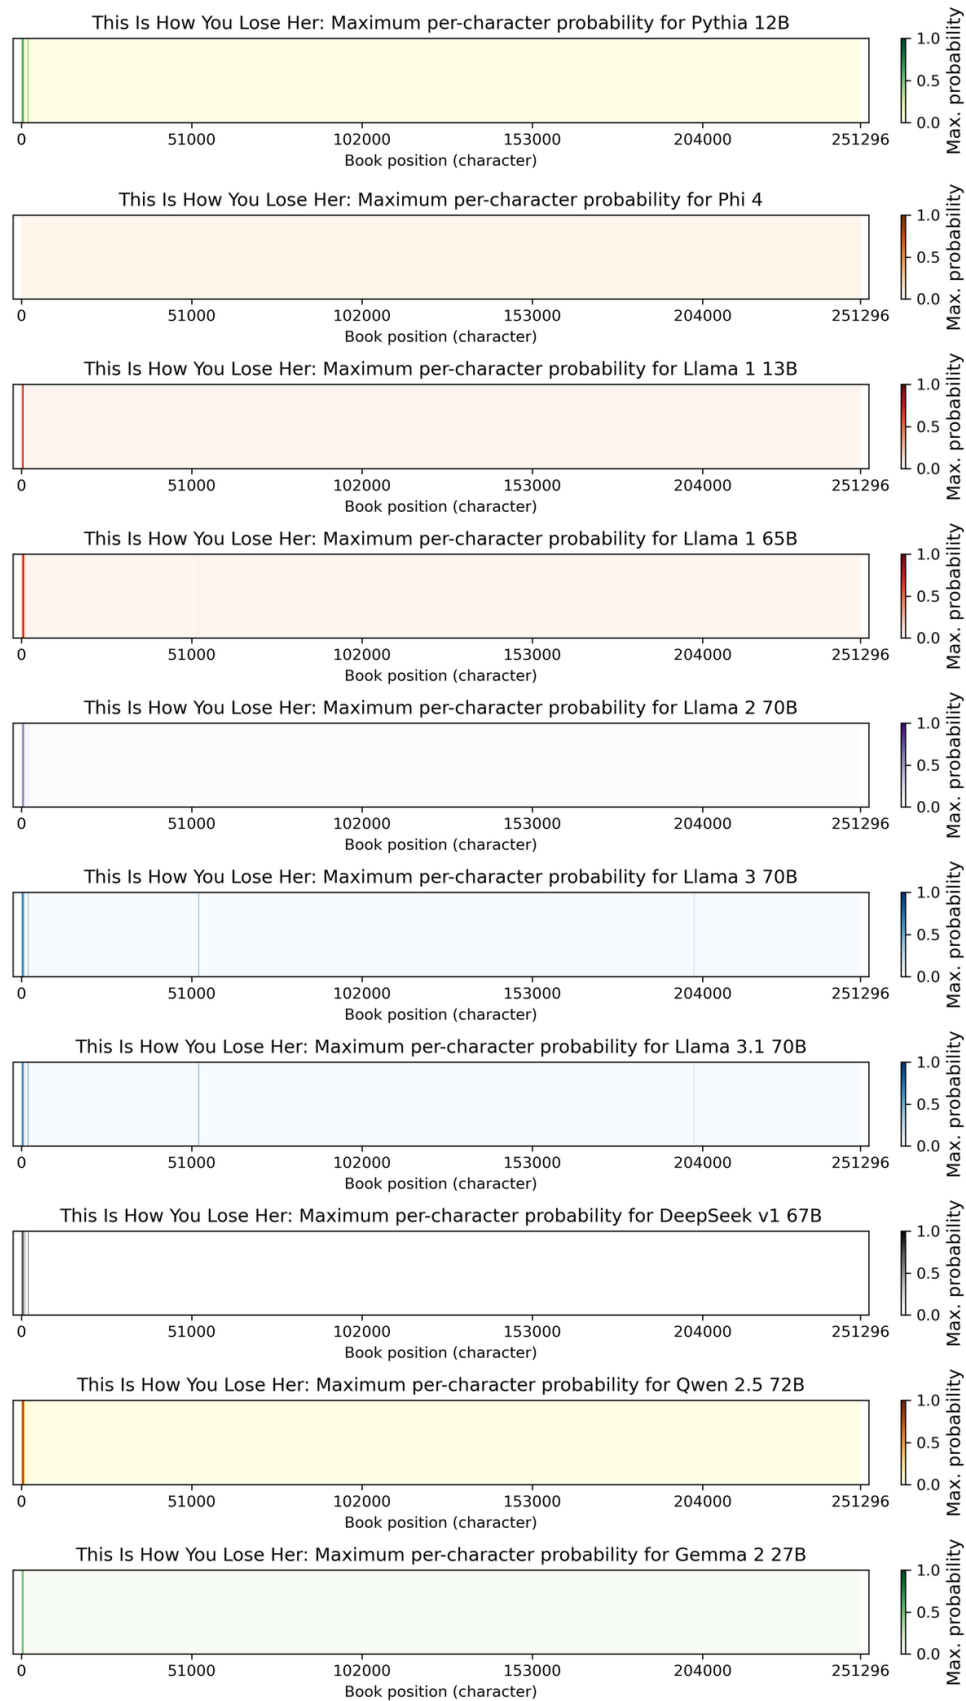 This Is How You Lose Her: Maximum per-character probability for Pythia 12B
1.0
0.5
0.0
Max. probability
0 51000 102000 153000 204000 251296
Book position (character)
This Is How You Lose Her: Maximum per-character probability for Phi 4
1.0
0.5
0.0
Max. probability
0 51000 102000 153000 204000 251296
Book position (character)
This Is How You Lose Her: Maximum per-character probability for Llama 1 13B
1.0
0.5
0.0
Max. probability
0 51000 102000 153000 204000 251296
Book position (character)
This Is How You Lose Her: Maximum per-character probability for Llama 1 65B
1.0
0.5
0.0
Max. probability
0 51000 102000 153000 204000 251296
Book position (character)
This Is How You Lose Her: Maximum per-character probability for Llama 2 70B
1.0
0.5
0.0
Max. probability
0 51000 102000 153000 204000 251296
Book position (character)
This Is How You Lose Her: Maximum per-character probability for Llama 3 70B
1.0
0.5
0.0
Max. probability
0 51000 102000 153000 204000 251296
Book position (character)
This Is How You Lose Her: Maximum per-character probability for Llama 3.1 70B
1.0
0.5
0.0
Max. probability
0 51000 102000 153000 204000 251296
Book position (character)
This Is How You Lose Her: Maximum per-character probability for DeepSeek v1 67B
1.0
0.5
0.0
Max. probability
0 51000 102000 153000 204000 251296
Book position (character)
This Is How You Lose Her: Maximum per-character probability for Qwen 2.5 72B
1.0
0.5
0.0
Max. probability
0 51000 102000 153000 204000 251296
Book position (character)
This Is How You Lose Her: Maximum per-character probability for Gemma 2 27B
1.0
0.5
0.0
Max. probability
0 51000 102000 153000 204000 251296
Book position (character)